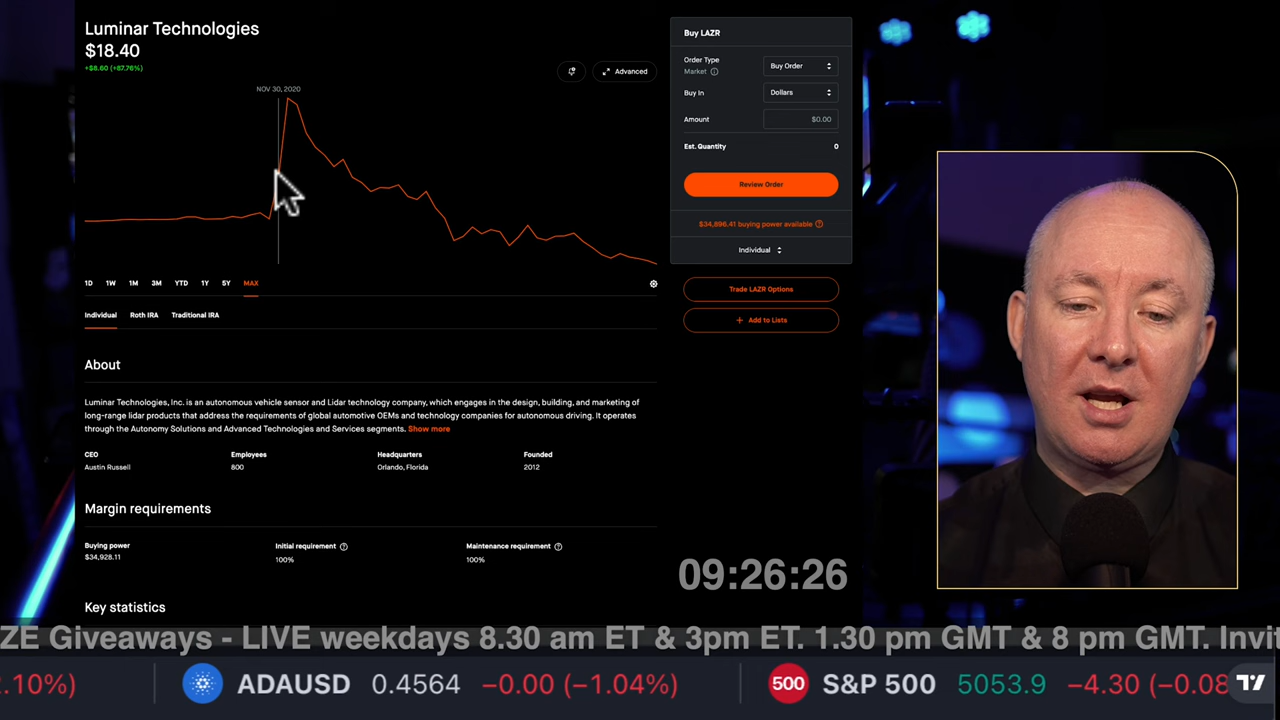 Luminar Technologies
$18.40
+$8.60 (+87.76%)
Advanced
NOV 30, 2020
1D 1W 1M 3M YTD 1Y 5Y MAX
Individual Roth IRA Traditional IRA
About
Luminar Technologies, Inc. is an autonomous vehicle sensor and Lidar technology company, which engages in the design, building, and marketing of
long-range lidar products that address the requirements of global automotive OEMs and technology companies for autonomous driving. It operates
through the Autonomy Solutions and Advanced Technologies and Services segments. Show more
CEO Employees Headquarters Founded
Austin Russell 800 Orlando, Florida 2012
Margin requirements
Buying power Initial requirement Maintenance requirement
$34,928.11 100% 100%
Key statistics
Buy LAZR
Order Type
Market
Buy Order
Buy In Dollars
Amount $0.00
Est. Quantity 0
Review Order
$34,896.41 buying power available
Individual
Trade LAZR Options
+ Add to Lists
09:26:26
ZE Giveaways - LIVE weekdays 8.30 am ET & 3pm ET. 1.30 pm GMT & 8 pm GMT. Invit
2.10%) ADAUSD 0.4564 −0.00 (−1.04%) 500 S&P 500 5053.9 −4.30 (−0.08